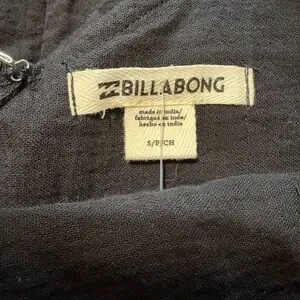 BILLABONG
made in india/
fabriqué en inde/
hecho en india
S/P/CH